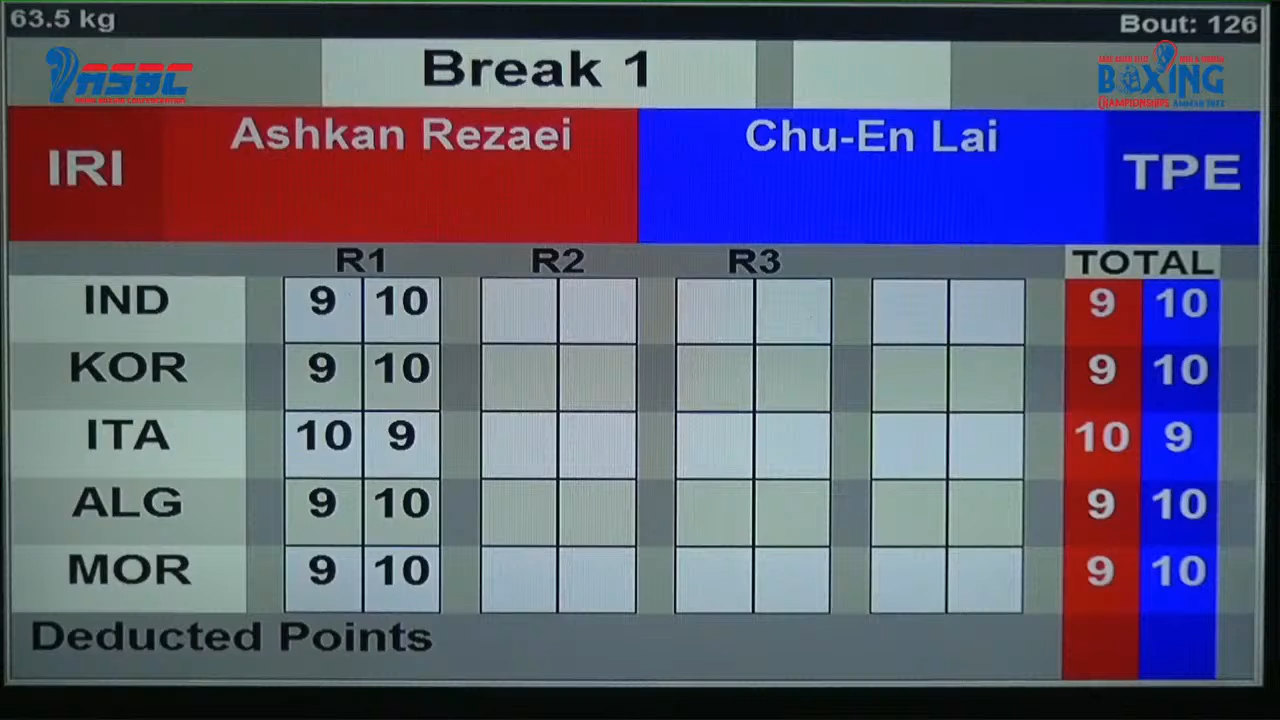 63.5 kg
Bout: 126
ASBC
Break 1
BOXING
CHAMPIONSHIPS
IRI
Ashkan Rezaei
Chu-En Lai
TPE
R1 R2 R3 TOTAL
IND 9 10 9 10
KOR 9 10 9 10
ITA 10 9 10 9
ALG 9 10 9 10
MOR 9 10 9 10
Deducted Points